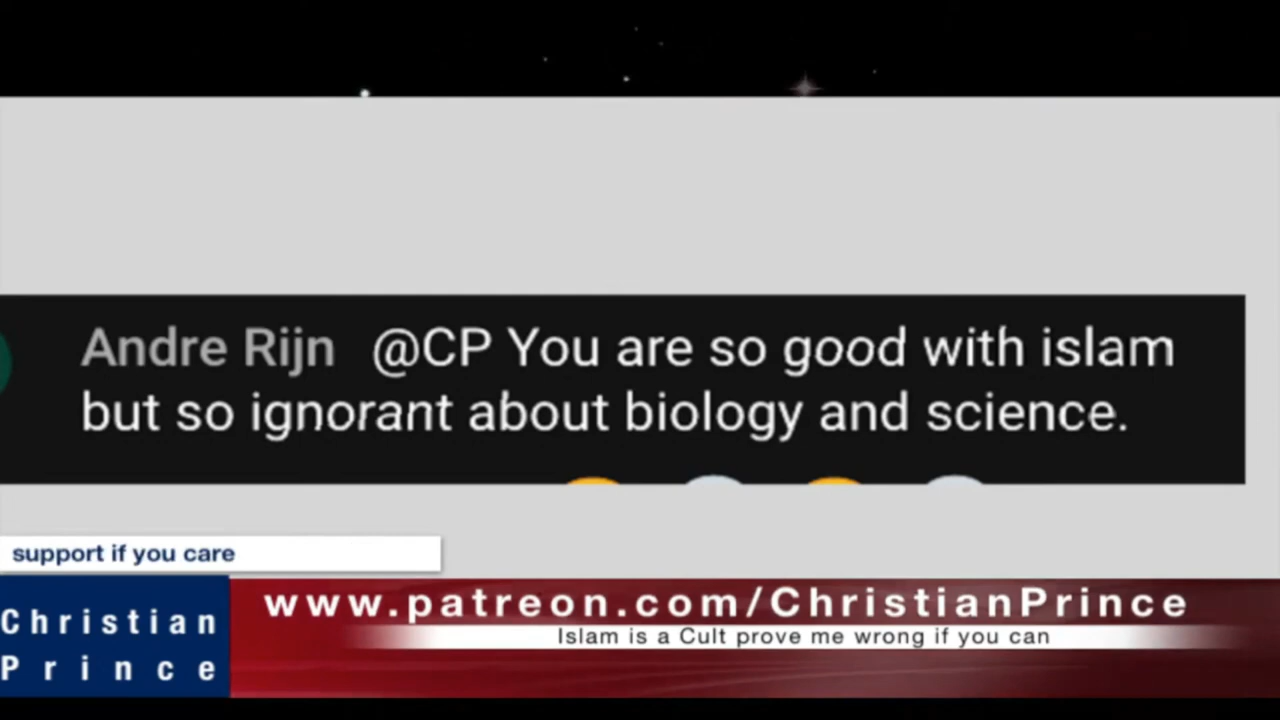 Andre Rijn @CP You are so good with islam
but so ignorant about biology and science.
support if you care
Christian
Prince
www.patreon.com/ChristianPrince
Islam is a Cult prove me wrong if you can